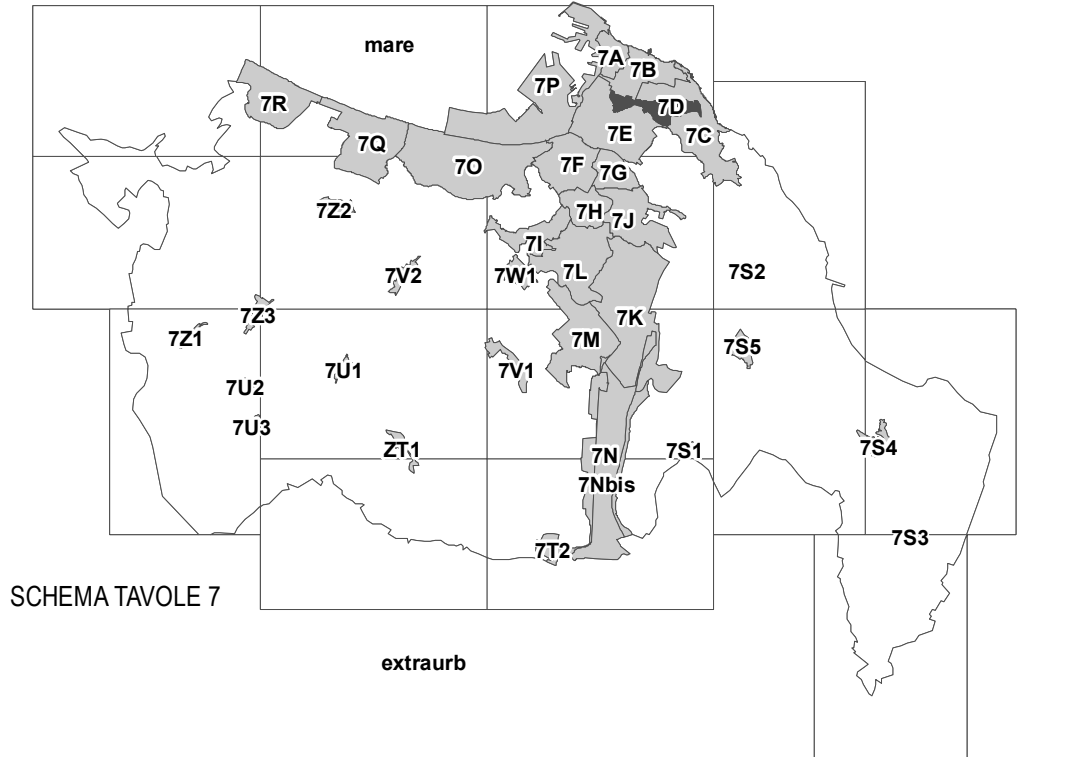 mare
7A
7B
7P
7R
7D
7E
7C
7Q
7O
7F
7G
7Z2
7H
7J
7I
7V2
7W1
7L
7S2
7Z3
7K
7Z1
7M
7S5
7U1
7V1
7U2
7U3
ZT1
7N
7S1
7S4
7Nbis
7T2
7S3
SCHEMA TAVOLE 7
extraurb